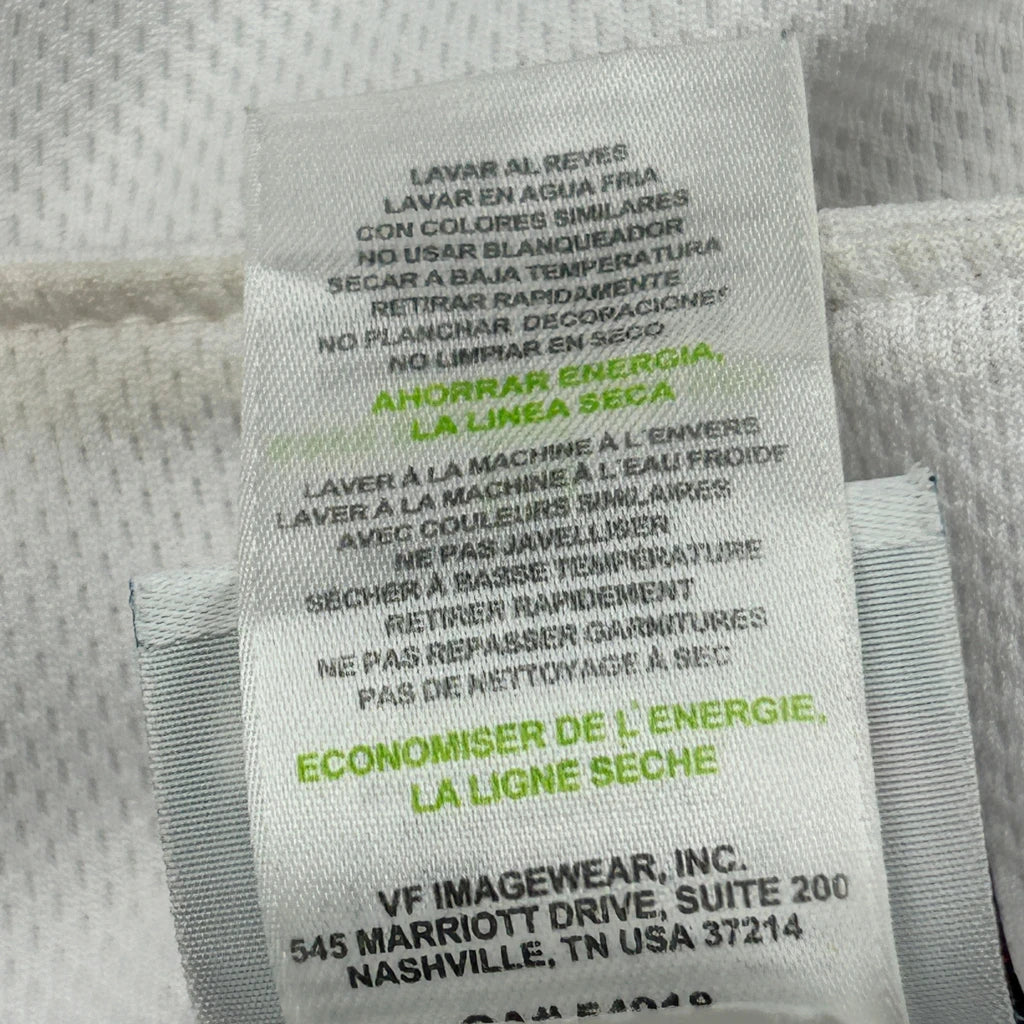 LAVAR AL REVES
LAVAR EN AGUA FRIA
CON COLORES SIMILARES
NO USAR BLANQUEADOR
SECAR A BAJA TEMPERATURA
RETIRAR RAPIDAMENTE
NO PLANCHAR DECORACIONES
NO LIMPIAR EN SECO
AHORRAR ENERGIA,
LA LINEA SECA
LAVER À LA MACHINE À L'ENVERS
LAVER À LA MACHINE À L'EAU FROIDE
AVEC COULEURS SIMILAIRES
NE PAS JAVELLISER
SÉCHER À BASSE TEMPÉRATURE
RETIRER RAPIDEMENT
NE PAS REPASSER GARNITURES
PAS DE NETTOYAGE À SEC
ECONOMISER DE L'ENERGIE,
LA LIGNE SECHE
VF IMAGEWEAR, INC.
545 MARRIOTT DRIVE, SUITE 200
NASHVILLE, TN USA 37214